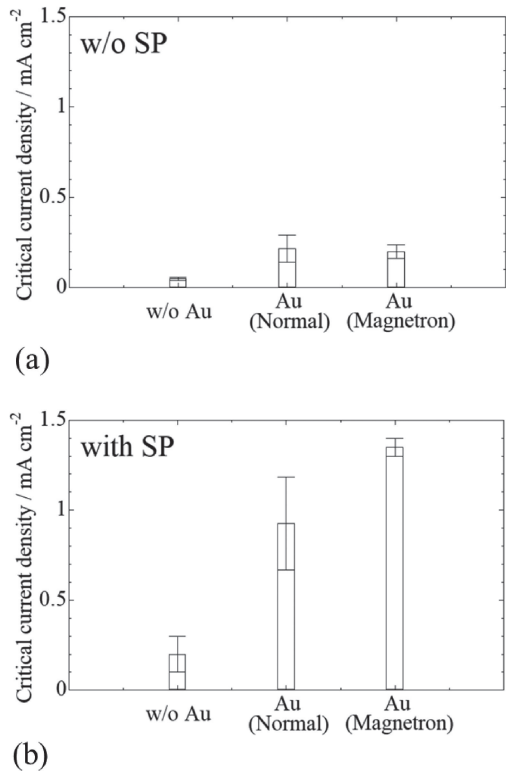 1.5
w/o SP
1
0.5
0
Critical current density / mA cm⁻²
w/o Au
Au
(Normal)
Au
(Magnetron)
(a)
1.5
with SP
1
0.5
0
Critical current density / mA cm⁻²
w/o Au
Au
(Normal)
Au
(Magnetron)
(b)